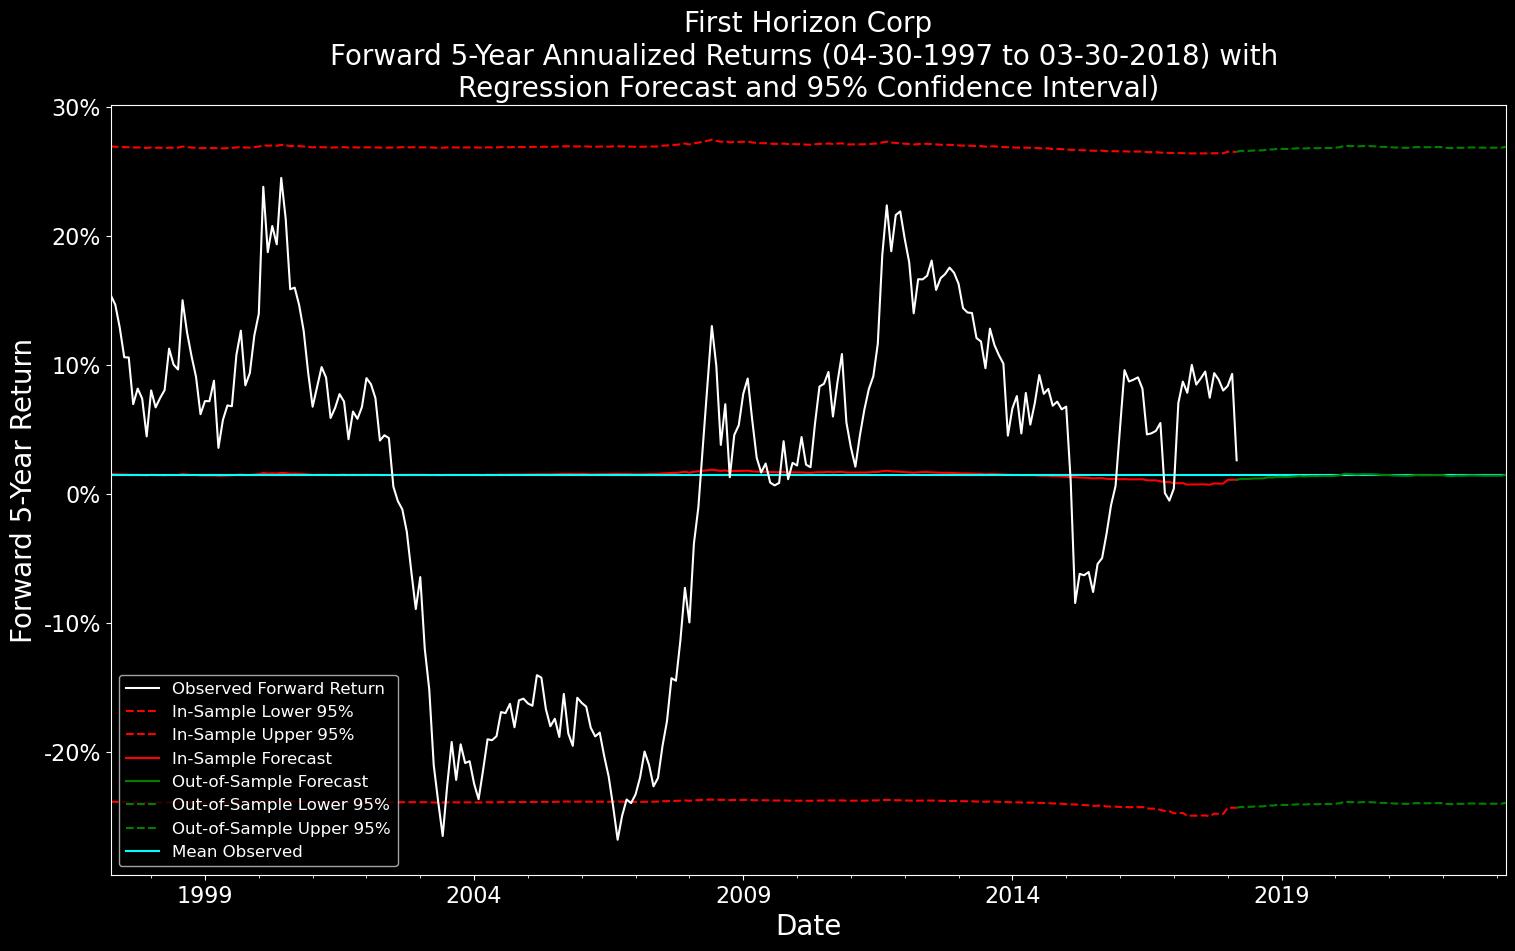 First Horizon Corp
Forward 5-Year Annualized Returns (04-30-1997 to 03-30-2018) with
Regression Forecast and 95% Confidence Interval)
30%
20%
10%
0%
-10%
-20%
Forward 5-Year Return
Observed Forward Return
In-Sample Lower 95%
In-Sample Upper 95%
In-Sample Forecast
Out-of-Sample Forecast
Out-of-Sample Lower 95%
Out-of-Sample Upper 95%
Mean Observed
1999 2004 2009 2014 2019
Date